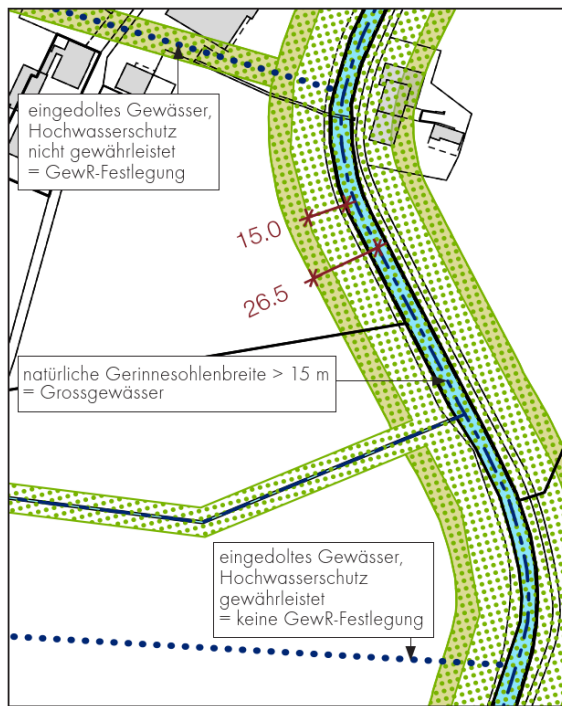 eingedoltes Gewässer,
Hochwasserschutz
nicht gewährleistet
= GewR-Festlegung
15.0
26.5
natürliche Gerinnesohlenbreite > 15 m
= Grossgewässer
eingedoltes Gewässer,
Hochwasserschutz
gewährleistet
= keine GewR-Festlegung